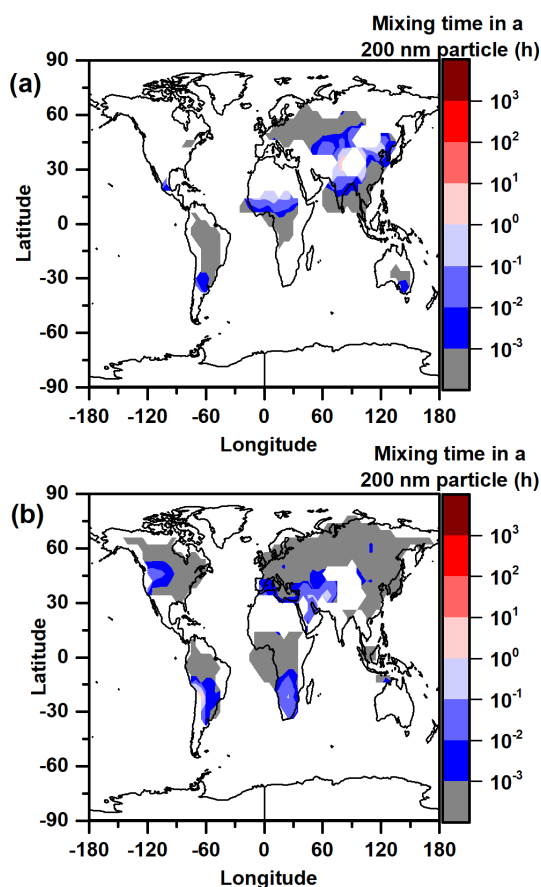 Mixing time in a
200 nm particle (h)
(a)
90
60
30
0
-30
-60
-90
Latitude
-180 -120 -60 0 60 120 180
Longitude
10³
10²
10¹
10⁰
10⁻¹
10⁻²
10⁻³
Mixing time in a
200 nm particle (h)
(b)
90
60
30
0
-30
-60
-90
Latitude
-180 -120 -60 0 60 120 180
Longitude
10³
10²
10¹
10⁰
10⁻¹
10⁻²
10⁻³